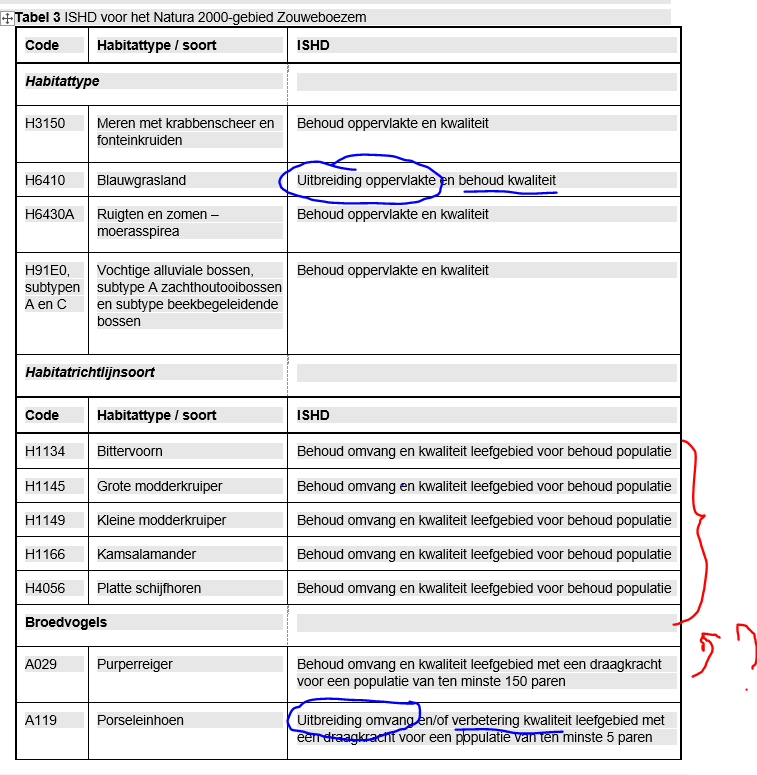 Tabel 3 ISHD voor het Natura 2000-gebied Zouweboezem
Code Habitattype / soort ISHD
Habitattype
H3150 Meren met krabbenscheer en Behoud oppervlakte en kwaliteit
fonteinkruiden
H6410 Blauwgrasland Uitbreiding oppervlakte en behoud kwaliteit
H6430A Ruigten en zomen – Behoud oppervlakte en kwaliteit
moerasspirea
H91E0, Vochtige alluviale bossen, Behoud oppervlakte en kwaliteit
subtypen subtype A zachthoutooibossen
A en C en subtype beekbegeleidende
bossen
Habitatrichtlijnsoort
Code Habitattype / soort ISHD
H1134 Bittervoorn Behoud omvang en kwaliteit leefgebied voor behoud populatie
H1145 Grote modderkruiper Behoud omvang en kwaliteit leefgebied voor behoud populatie
H1149 Kleine modderkruiper Behoud omvang en kwaliteit leefgebied voor behoud populatie
H1166 Kamsalamander Behoud omvang en kwaliteit leefgebied voor behoud populatie
H4056 Platte schijfhoren Behoud omvang en kwaliteit leefgebied voor behoud populatie
Broedvogels
A029 Purperreiger Behoud omvang en kwaliteit leefgebied met een draagkracht
voor een populatie van ten minste 150 paren
A119 Porseleinhoen Uitbreiding omvang en/of verbetering kwaliteit leefgebied met
een draagkracht voor een populatie van ten minste 5 paren